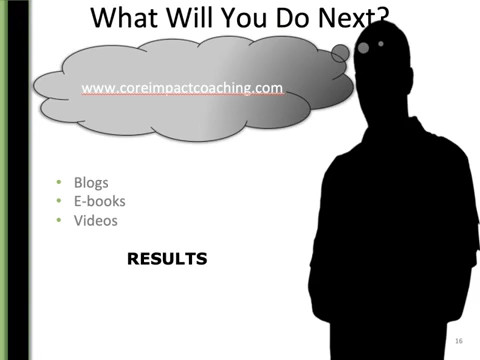 What Will You Do Next?
www.coreimpactcoaching.com
• Blogs
• E-books
• Videos
RESULTS
16